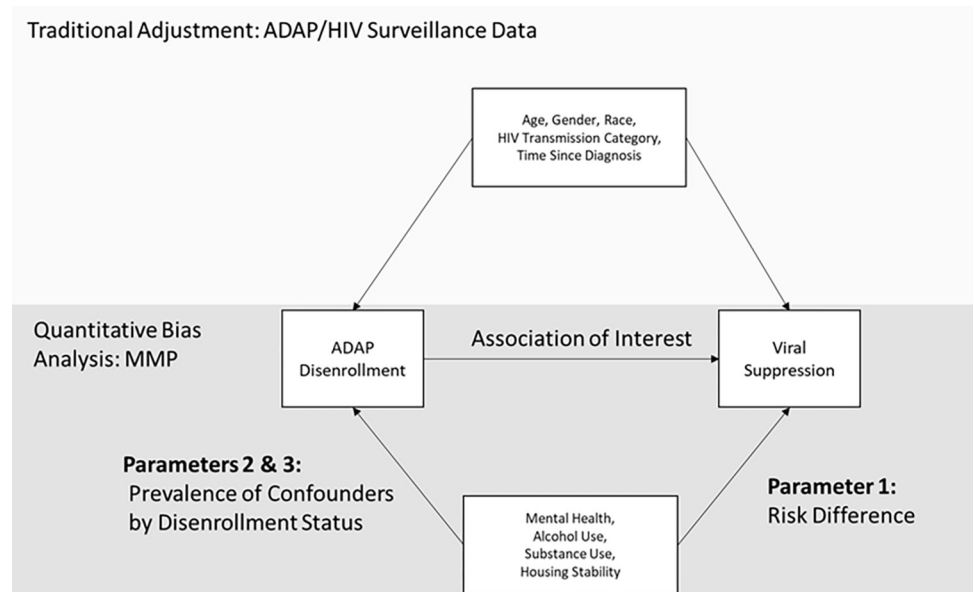 Traditional Adjustment: ADAP/HIV Surveillance Data
Age, Gender, Race,
HIV Transmission Category,
Time Since Diagnosis
Quantitative Bias
Analysis: MMP
ADAP
Disenrollment
Association of Interest
Viral
Suppression
Parameters 2 & 3:
Prevalence of Confounders
by Disenrollment Status
Mental Health,
Alcohol Use,
Substance Use,
Housing Stability
Parameter 1:
Risk Difference